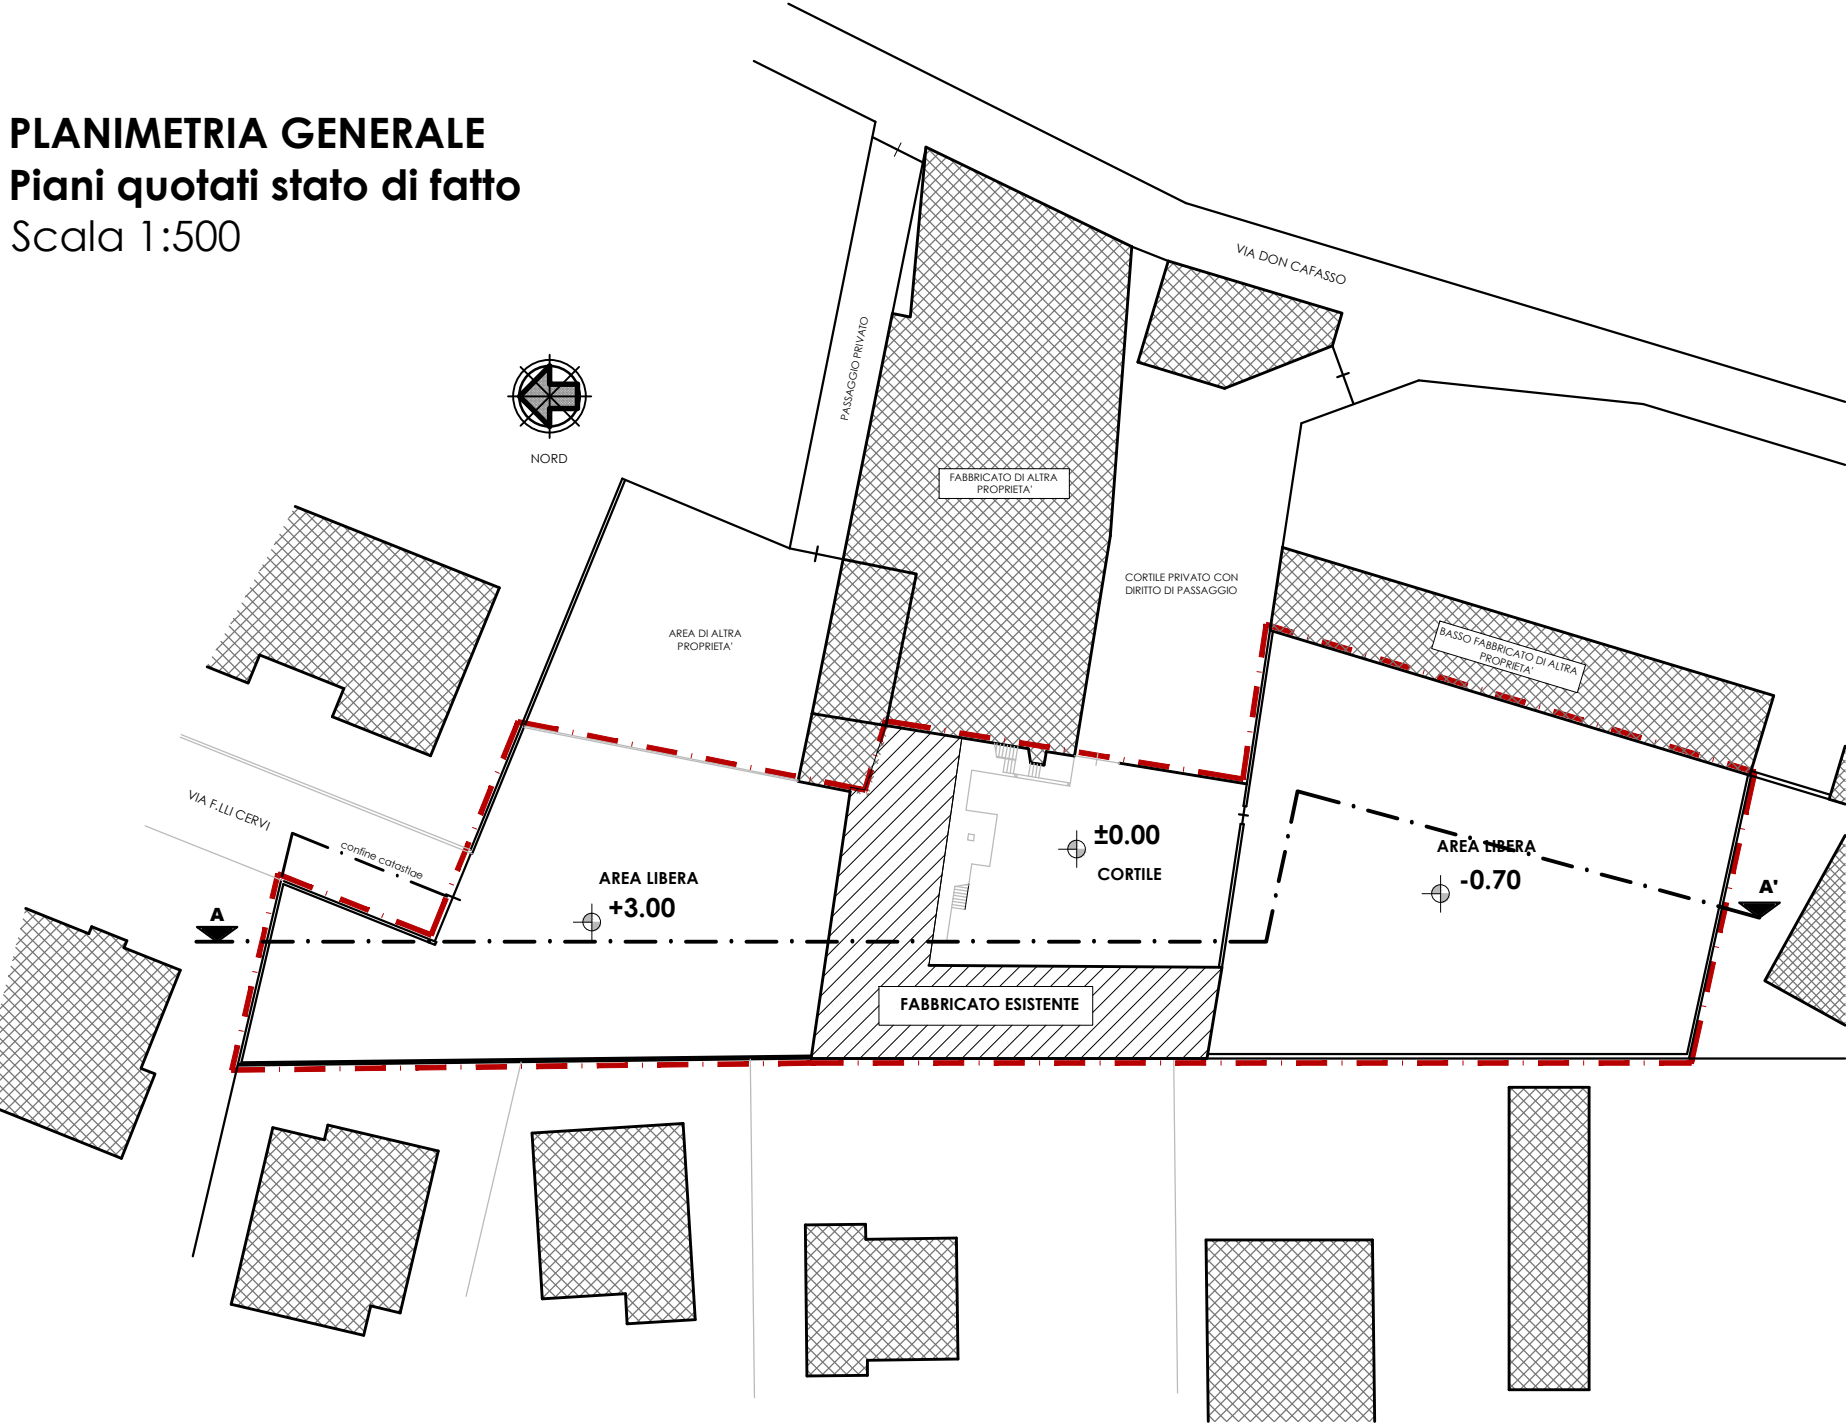 PLANIMETRIA GENERALE
Piani quotati stato di fatto
Scala 1:500
VIA DON CAFASSO
PASSAGGIO PRIVATO
NORD
FABBRICATO DI ALTRA
PROPRIETA'
CORTILE PRIVATO CON
DIRITTO DI PASSAGGIO
AREA DI ALTRA
PROPRIETA'
BASSO FABBRICATO DI ALTRA
PROPRIETA'
VIA F.LLI CERVI
confine catastlae
AREA LIBERA
+3.00
±0.00
CORTILE
AREA LIBERA
-0.70
A
A'
FABBRICATO ESISTENTE